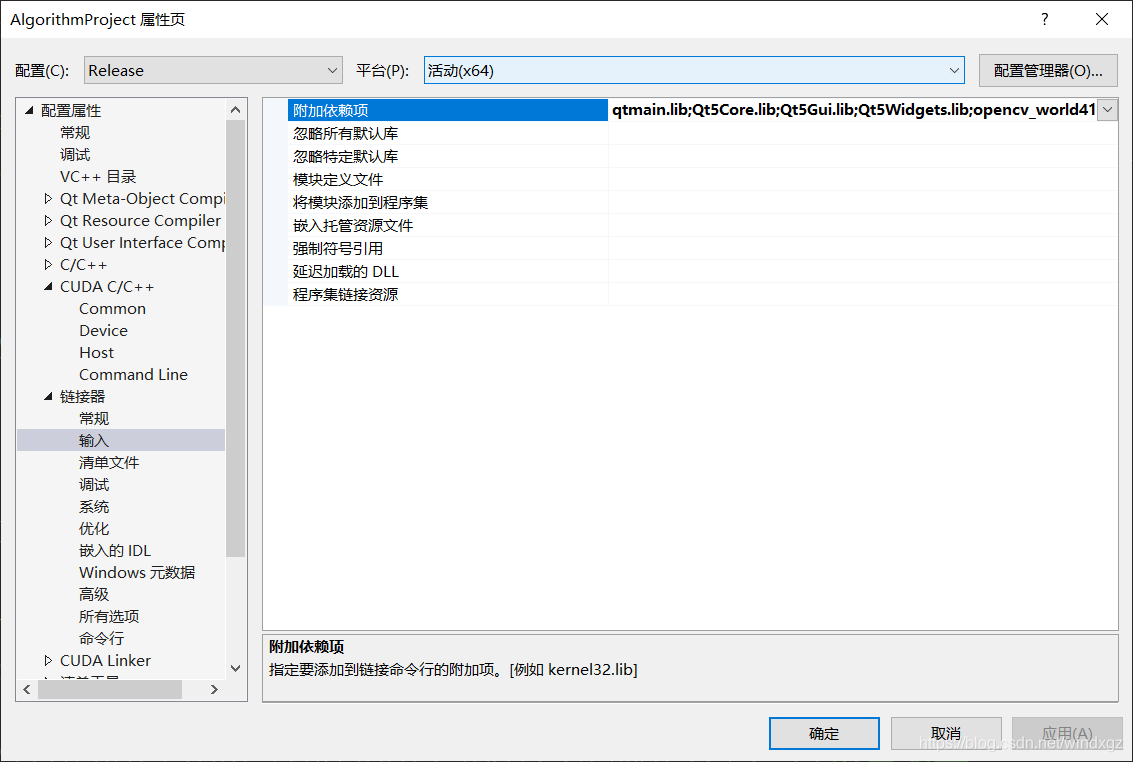 AlgorithmProject 属性页
?
配置(C):
Release
平台(P):
活动(x64)
配置管理器(O)...
配置属性
常规
调试
VC++ 目录
Qt Meta-Object Compi
Qt Resource Compiler
Qt User Interface Comp
C/C++
CUDA C/C++
Common
Device
Host
Command Line
链接器
常规
输入
清单文件
调试
系统
优化
嵌入的 IDL
Windows 元数据
高级
所有选项
命令行
CUDA Linker
附加依赖项
qtmain.lib;Qt5Core.lib;Qt5Gui.lib;Qt5Widgets.lib;opencv_world41
忽略所有默认库
忽略特定默认库
模块定义文件
将模块添加到程序集
嵌入托管资源文件
强制符号引用
延迟加载的 DLL
程序集链接资源
附加依赖项
指定要添加到链接命令行的附加项。[例如 kernel32.lib]
确定
取消
应用(A)
https://blog.csdn.net/windxgz